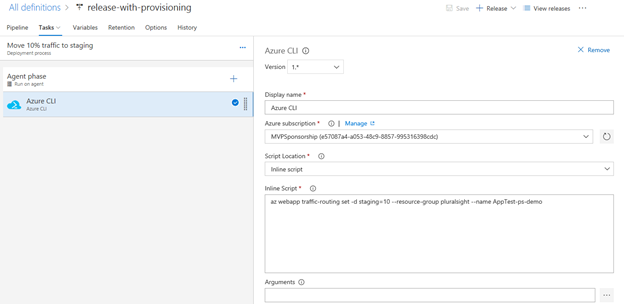 All definitions > release-with-provisioning
Save + Release View releases ...
Pipeline Tasks Variables Retention Options History
Move 10% traffic to staging
Deployment process
...
Agent phase
Run on agent
+
Azure CLI
Azure CLI
Azure CLI
Remove
Version 1.*
Display name *
Azure CLI
Azure subscription * | Manage
MVPSponsorship (e57087a4-a053-48c9-8857-995316398cdc)
Script Location *
Inline script
Inline Script *
az webapp traffic-routing set -d staging=10 --resource-group pluralsight --name AppTest-ps-demo
Arguments
...